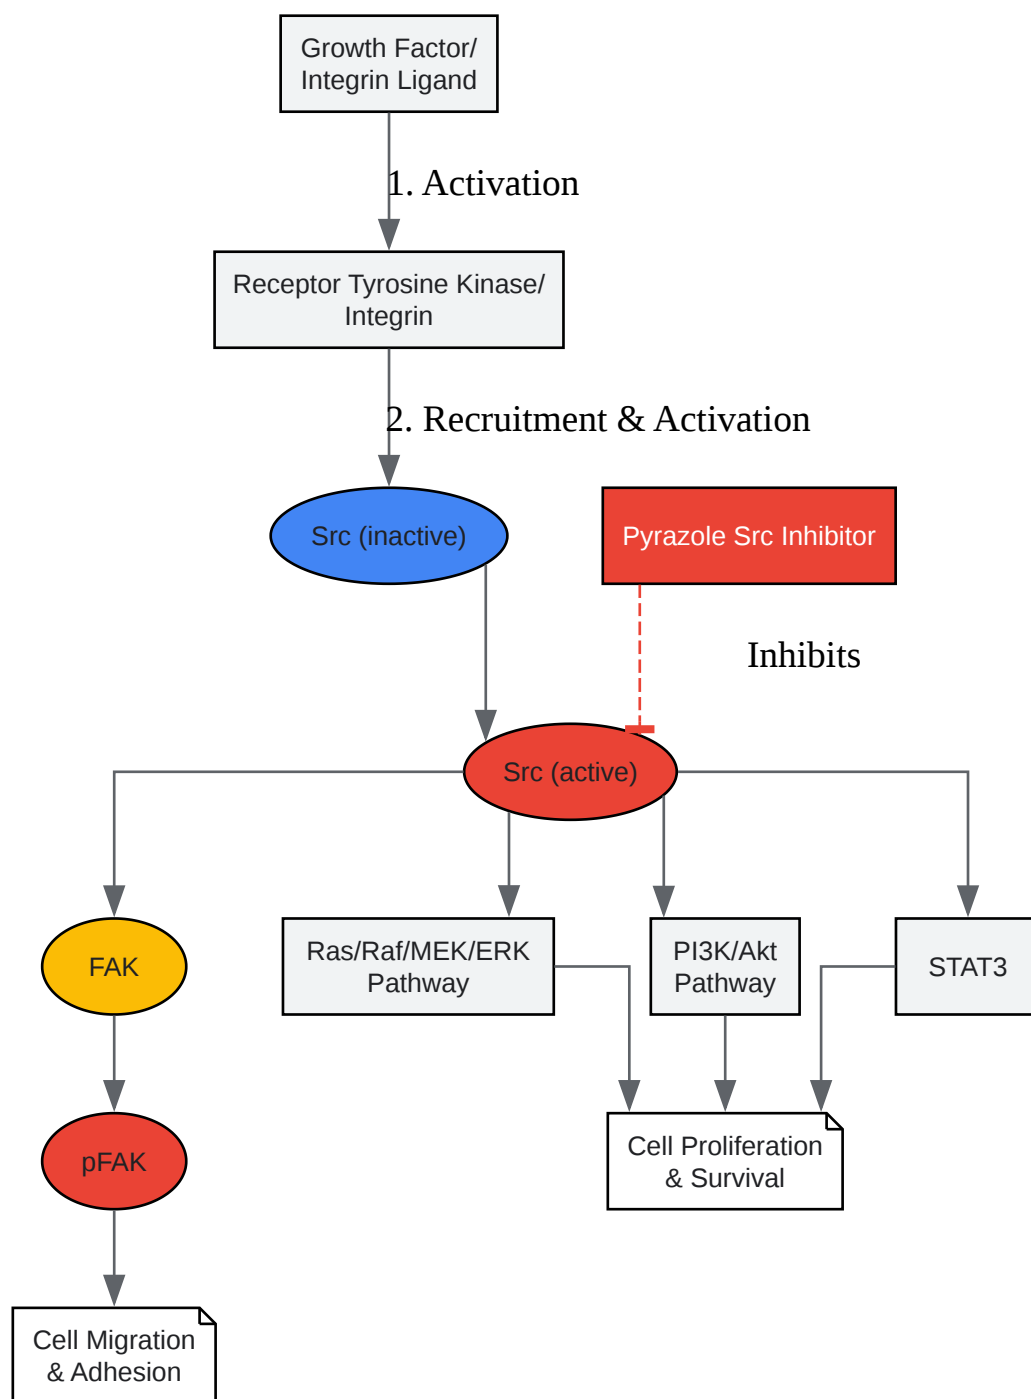 Growth Factor/
Integrin Ligand
1. Activation
Receptor Tyrosine Kinase/
Integrin
2. Recruitment & Activation
Src (inactive)
Pyrazole Src Inhibitor
Inhibits
Src (active)
FAK
Ras/Raf/MEK/ERK
Pathway
PI3K/Akt
Pathway
STAT3
pFAK
Cell Proliferation
& Survival
Cell Migration
& Adhesion